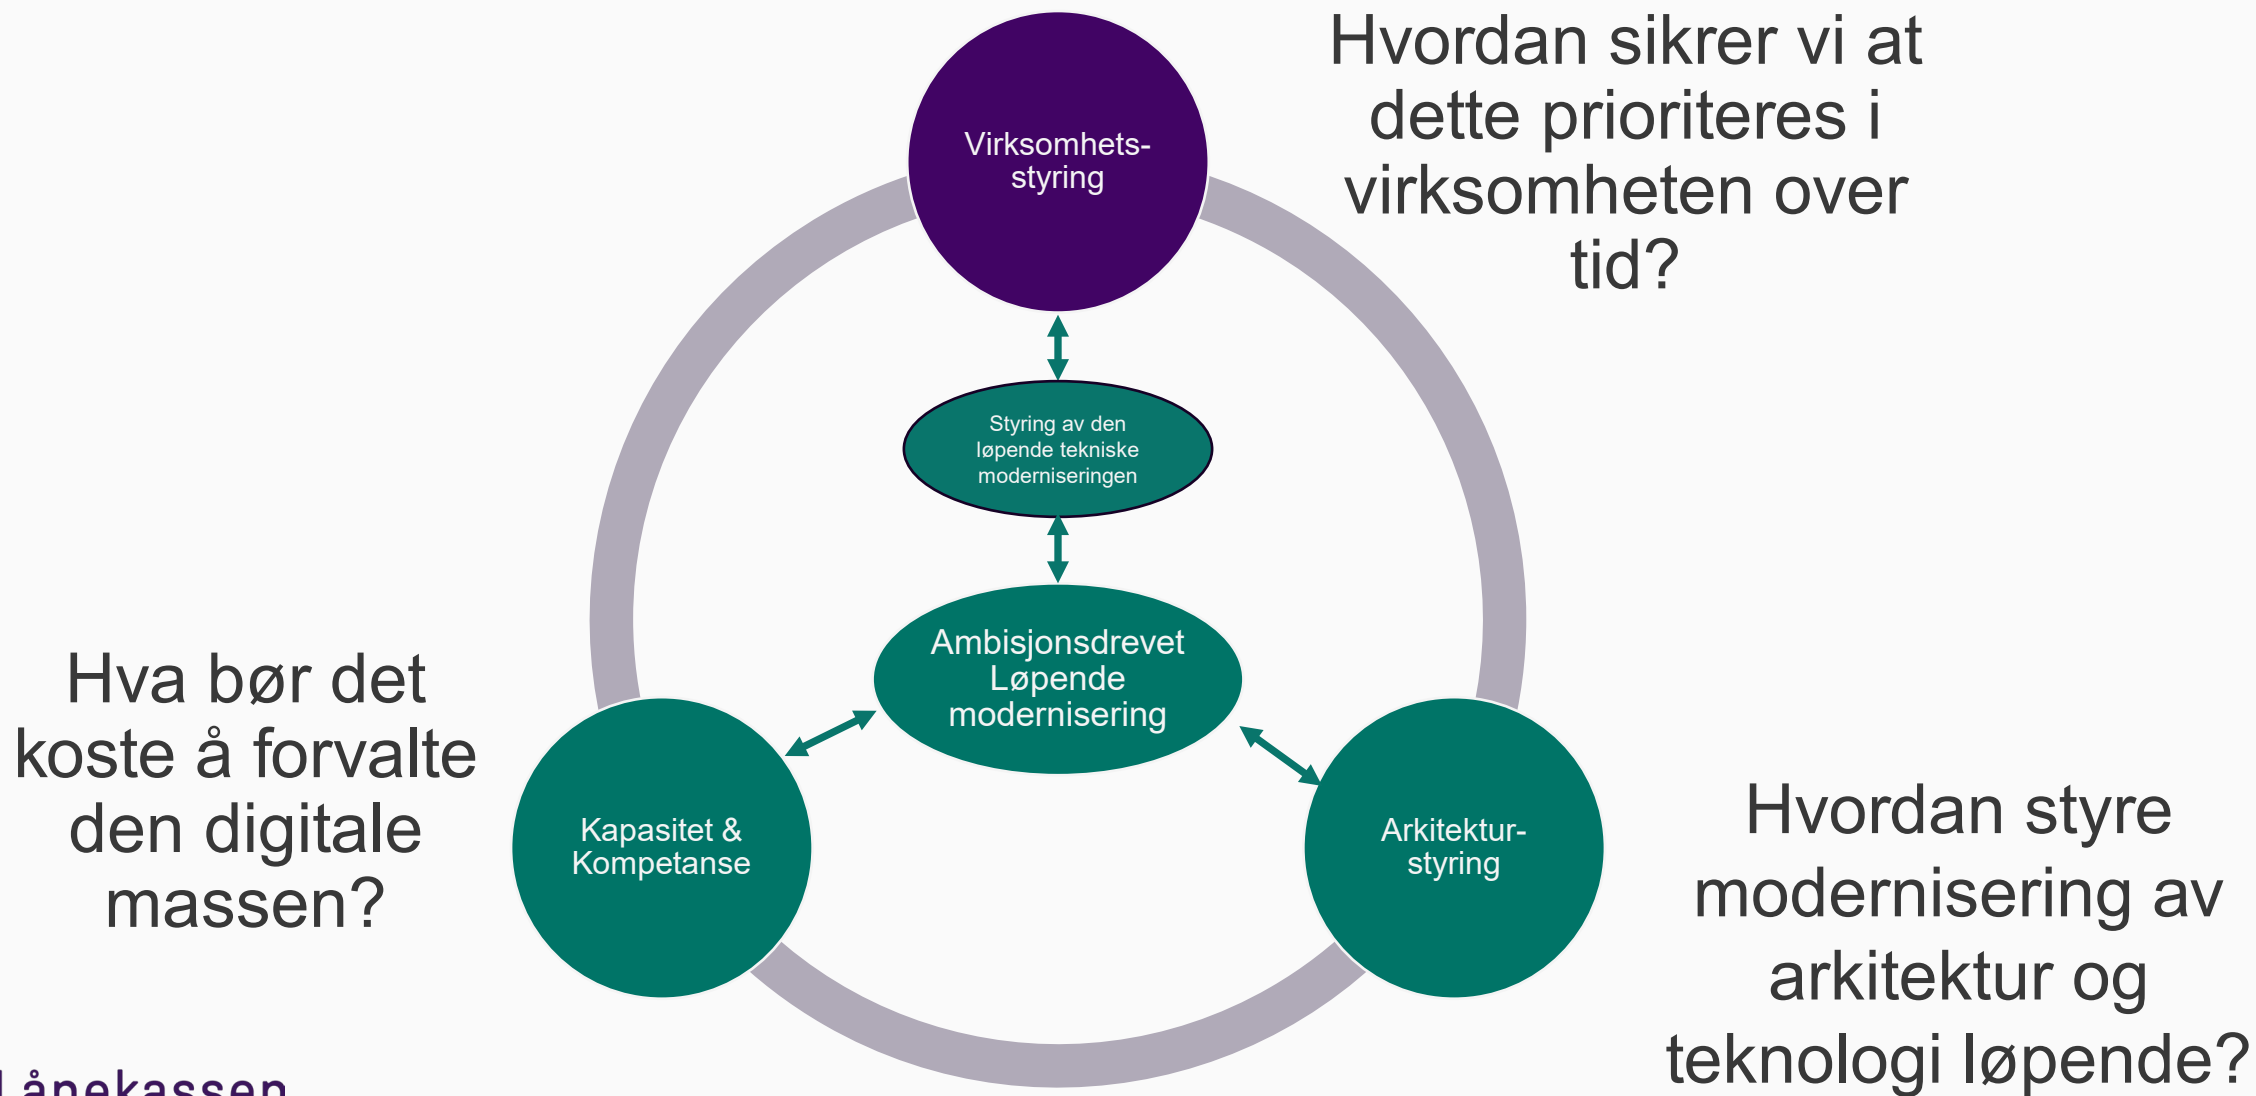 Hvordan sikrer vi at
dette prioriteres i
virksomheten over
tid?
Virksomhets-
styring
Styring av den
løpende tekniske
moderniseringen
Ambisjonsdrevet
Løpende
modernisering
Hva bør det
koste å forvalte
den digitale
massen?
Kapasitet &
Kompetanse
Arkitektur-
styring
Hvordan styre
modernisering av
arkitektur og
teknologi løpende?
Lånekassen